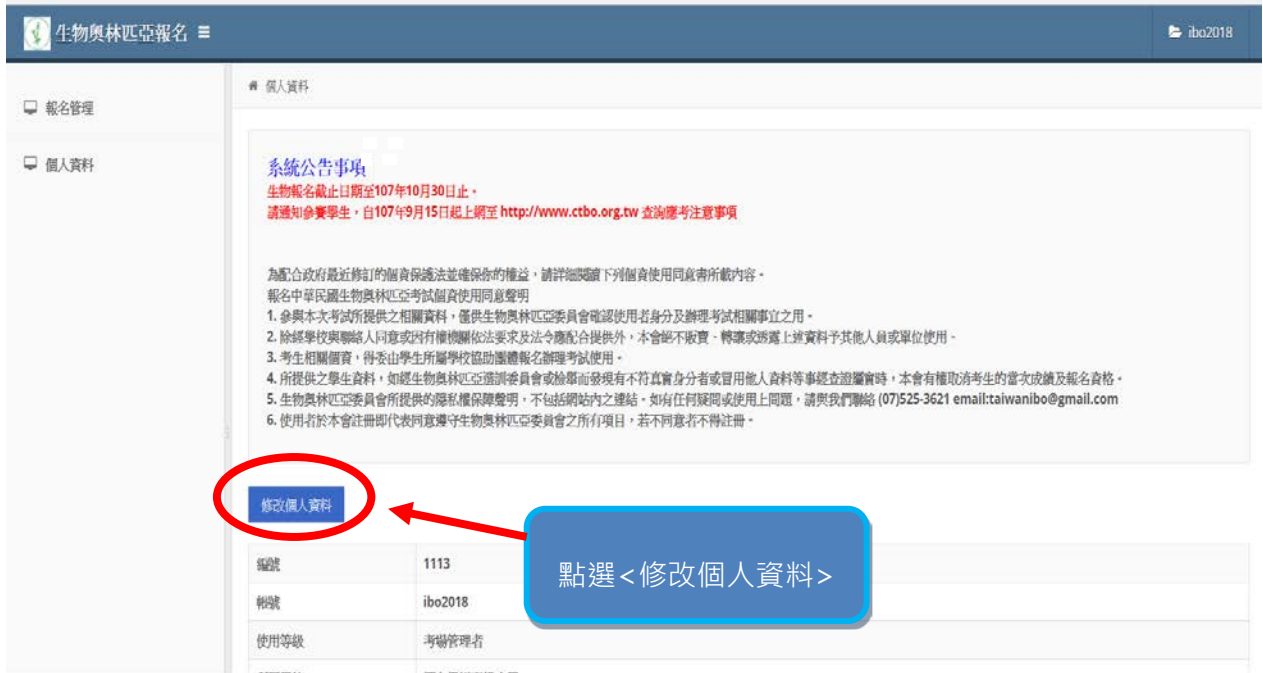 生物奧林匹亞報名
ibo2018
報名管理
個人資料
個人資料
系統公告事項
生物報名截止日期至107年10月30日止。
請通知參賽學生，自107年9月15日起上網至 http://www.ctbo.org.tw 查詢應考注意事項
為配合政府最近修訂的個資保護法並確保你的權益，請詳細閱讀下列個資使用同意書所載內容。
報名中華民國生物奧林匹亞考試個資使用同意聲明
1. 參與本次考試所提供之相關資料，僅供生物奧林匹亞委員會確認使用者身分及辦理考試相關事宜之用。
2. 除經學校與聯絡人同意或因有權機關依法要求及法令應配合提供外，本會絕不販賣、轉讓或透露上述資料予其他人員或單位使用。
3. 考生相關個資，得委由學生所屬學校協助團體報名辦理考試使用。
4. 所提供之學生資料，如經生物奧林匹亞選訓委員會或檢舉而發現有不符真實身分者或冒用他人資料等事經查證屬實時，本會有權取消考生的當次成績及報名資格。
5. 生物奧林匹亞委員會所提供的隱私權保障聲明，不包括網站內之連結。如有任何疑問或使用上問題，請與我們聯絡 (07)525-3621 email:taiwanibo@gmail.com
6. 使用者於本會註冊即代表同意遵守生物奧林匹亞委員會之所有項目，若不同意者不得註冊。
修改個人資料
點選<修改個人資料>
編號 1113
帳號 ibo2018
使用等級 考場管理者